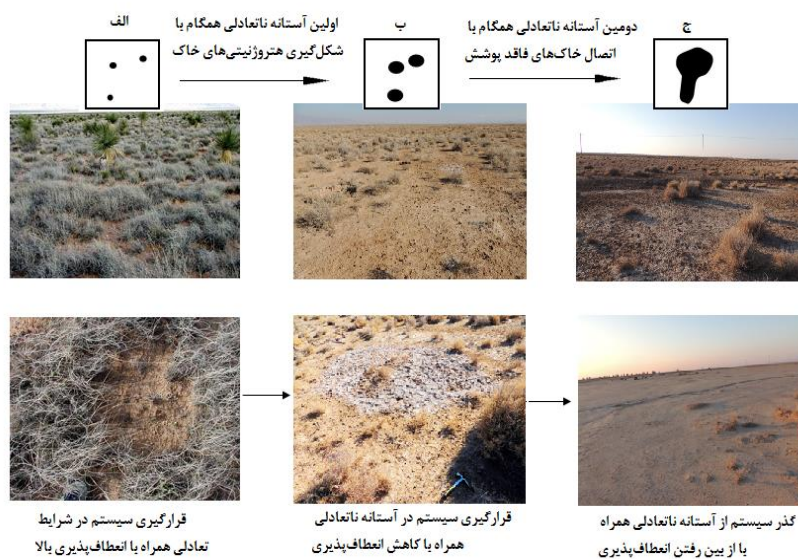 الف
اولین آستانه ناتعادلی همگام با
شکل‌گیری هتروژنیتی‌های خاک
ب
دومین آستانه ناتعادلی همگام با
اتصال خاک‌های فاقد پوشش
ج
قرارگیری سیستم در شرایط
تعادلی همراه با انعطاف‌پذیری بالا
قرارگیری سیستم در آستانه ناتعادلی
همراه با کاهش انعطاف‌پذیری
گذر سیستم از آستانه ناتعادلی همراه
با از بین رفتن انعطاف‌پذیری